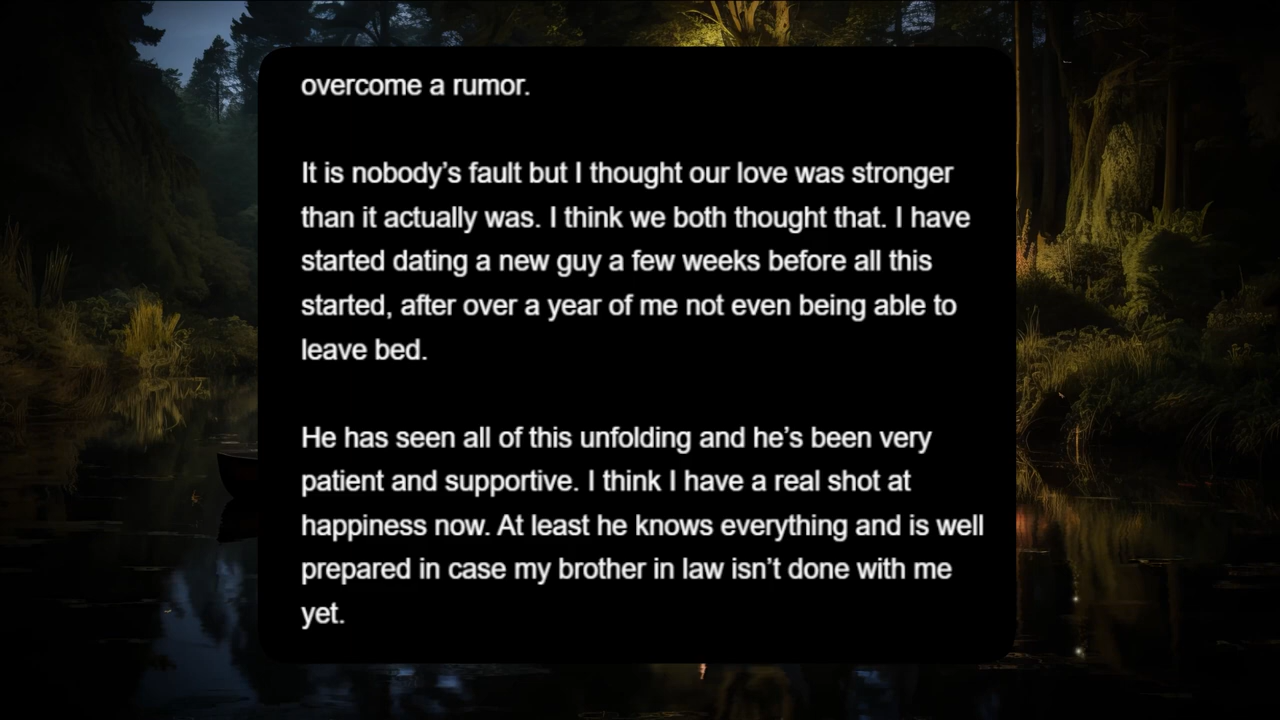 overcome a rumor.
It is nobody’s fault but I thought our love was stronger
than it actually was. I think we both thought that. I have
started dating a new guy a few weeks before all this
started, after over a year of me not even being able to
leave bed.
He has seen all of this unfolding and he’s been very
patient and supportive. I think I have a real shot at
happiness now. At least he knows everything and is well
prepared in case my brother in law isn’t done with me
yet.